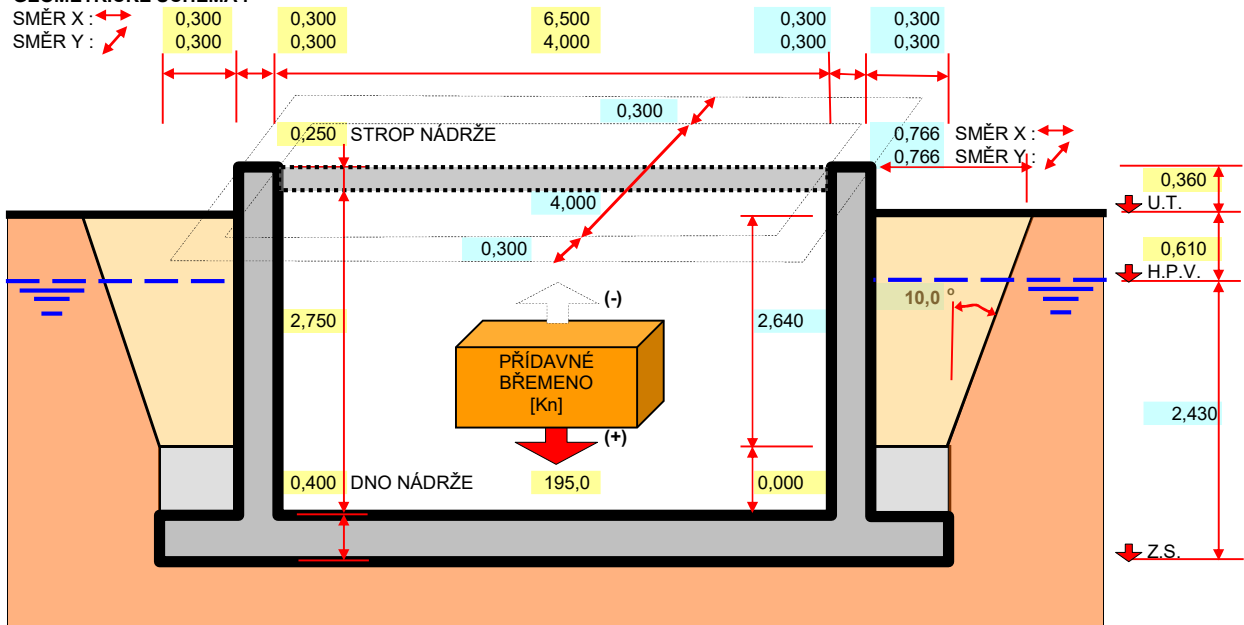 SMĚR X : 0,300 0,300 6,500 0,300 0,300
SMĚR Y : 0,300 0,300 4,000 0,300 0,300
0,300
0,250 STROP NÁDRŽE
0,766 SMĚR X :
0,766 SMĚR Y :
0,360
U.T.
4,000
0,300
0,610
H.P.V.
10,0 °
(-)
2,750
2,640
PŘÍDAVNÉ
BŘEMENO
[Kn]
2,430
(+)
0,400 DNO NÁDRŽE
195,0
0,000
Z.S.